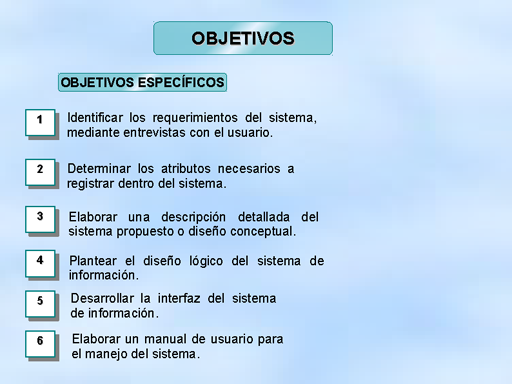 OBJETIVOS
OBJETIVOS ESPECÍFICOS
1
Identificar los requerimientos del sistema,
mediante entrevistas con el usuario.
2
Determinar los atributos necesarios a
registrar dentro del sistema.
3
Elaborar una descripción detallada del
sistema propuesto o diseño conceptual.
4
Plantear el diseño lógico del sistema de
información.
5
Desarrollar la interfaz del sistema
de información.
6
Elaborar un manual de usuario para
el manejo del sistema.